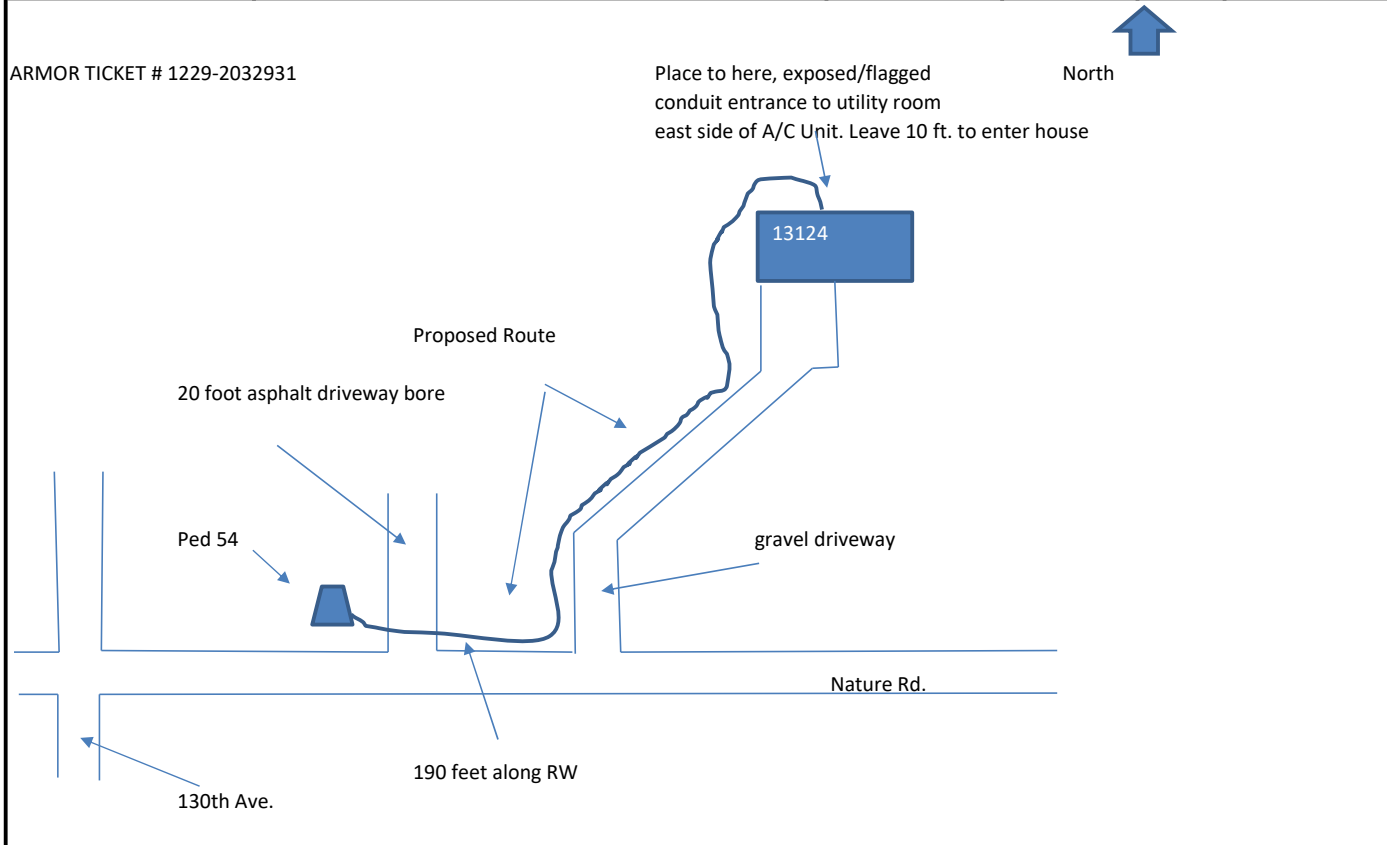 ARMOR TICKET # 1229-2032931
Place to here, exposed/flagged
conduit entrance to utility room
east side of A/C Unit. Leave 10 ft. to enter house
North
13124
Proposed Route
20 foot asphalt driveway bore
Ped 54
gravel driveway
Nature Rd.
190 feet along RW
130th Ave.